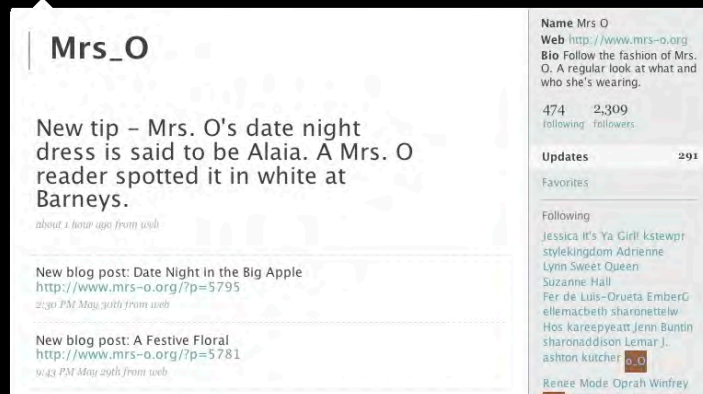 Mrs_O
New tip – Mrs. O's date night
dress is said to be Alaia. A Mrs. O
reader spotted it in white at
Barneys.
about 1 hour ago from web
New blog post: Date Night in the Big Apple
http://www.mrs-o.org/?p=5795
2:30 PM May 30th from web
New blog post: A Festive Floral
http://www.mrs-o.org/?p=5781
9:43 PM May 29th from web
Name Mrs O
Web http://www.mrs-o.org
Bio Follow the fashion of Mrs.
O. A regular look at what and
who she's wearing.
474 2,309
following followers
Updates 291
Favorites
Following
Jessica It's Ya Girl! kstewpr
stylekingdom Adrienne
Lynn Sweet Queen
Suzanne Hall
Fer de Luis-Orueta EmberG
ellemacbeth sharonettelw
Hos kareepeyatt Jenn Buntin
sharonaddison Lemar J.
ashton kutcher o_O
Renee Mode Oprah Winfrey